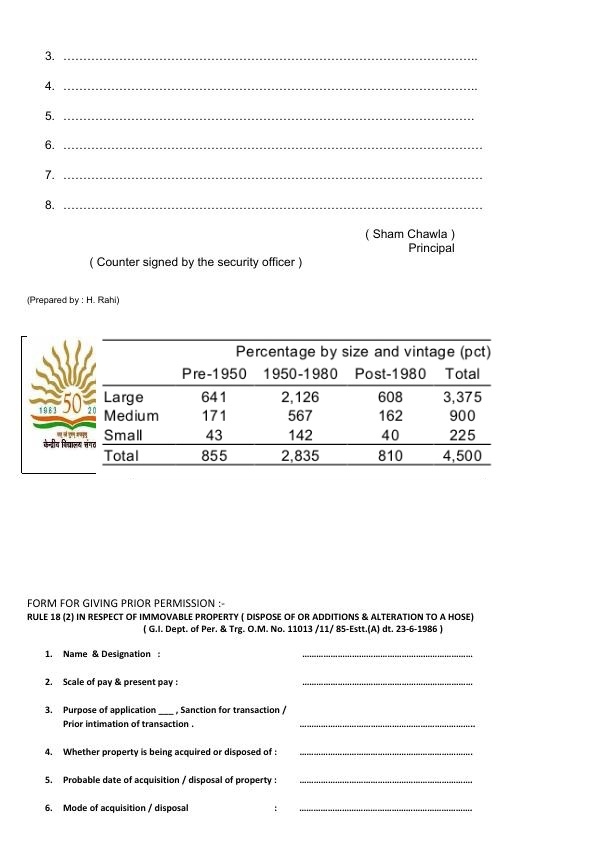 3. ……………………………………………………………………………..
4. ……………………………………………………………………………..
5. …………………………………………………………………………….
6. ………………………………………………………………………………
7. ………………………………………………………………………………
8. ………………………………………………………………………………
( Sham Chawla )
Principal
( Counter signed by the security officer )
(Prepared by : H. Rahi)
Percentage by size and vintage (pct)
Pre-1950 1950-1980 Post-1980 Total
Large 641 2,126 608 3,375
Medium 171 567 162 900
Small 43 142 40 225
Total 855 2,835 810 4,500
1963 50 20
केन्द्रीय विद्यालय संगठ
FORM FOR GIVING PRIOR PERMISSION :-
RULE 18 (2) IN RESPECT OF IMMOVABLE PROPERTY ( DISPOSE OF OR ADDITIONS & ALTERATION TO A HOSE)
( G.I. Dept. of Per. & Trg. O.M. No. 11013 /11/ 85-Estt.(A) dt. 23-6-1986 )
1. Name & Designation : ………………………………………………………………
2. Scale of pay & present pay : ………………………………………………………………
3. Purpose of application ___ , Sanction for transaction /
Prior intimation of transaction . ………………………………………………………………..
4. Whether property is being acquired or disposed of : ……………………………………………………………….
5. Probable date of acquisition / disposal of property : ……………………………………………………………….
6. Mode of acquisition / disposal : ……………………………………………………………….